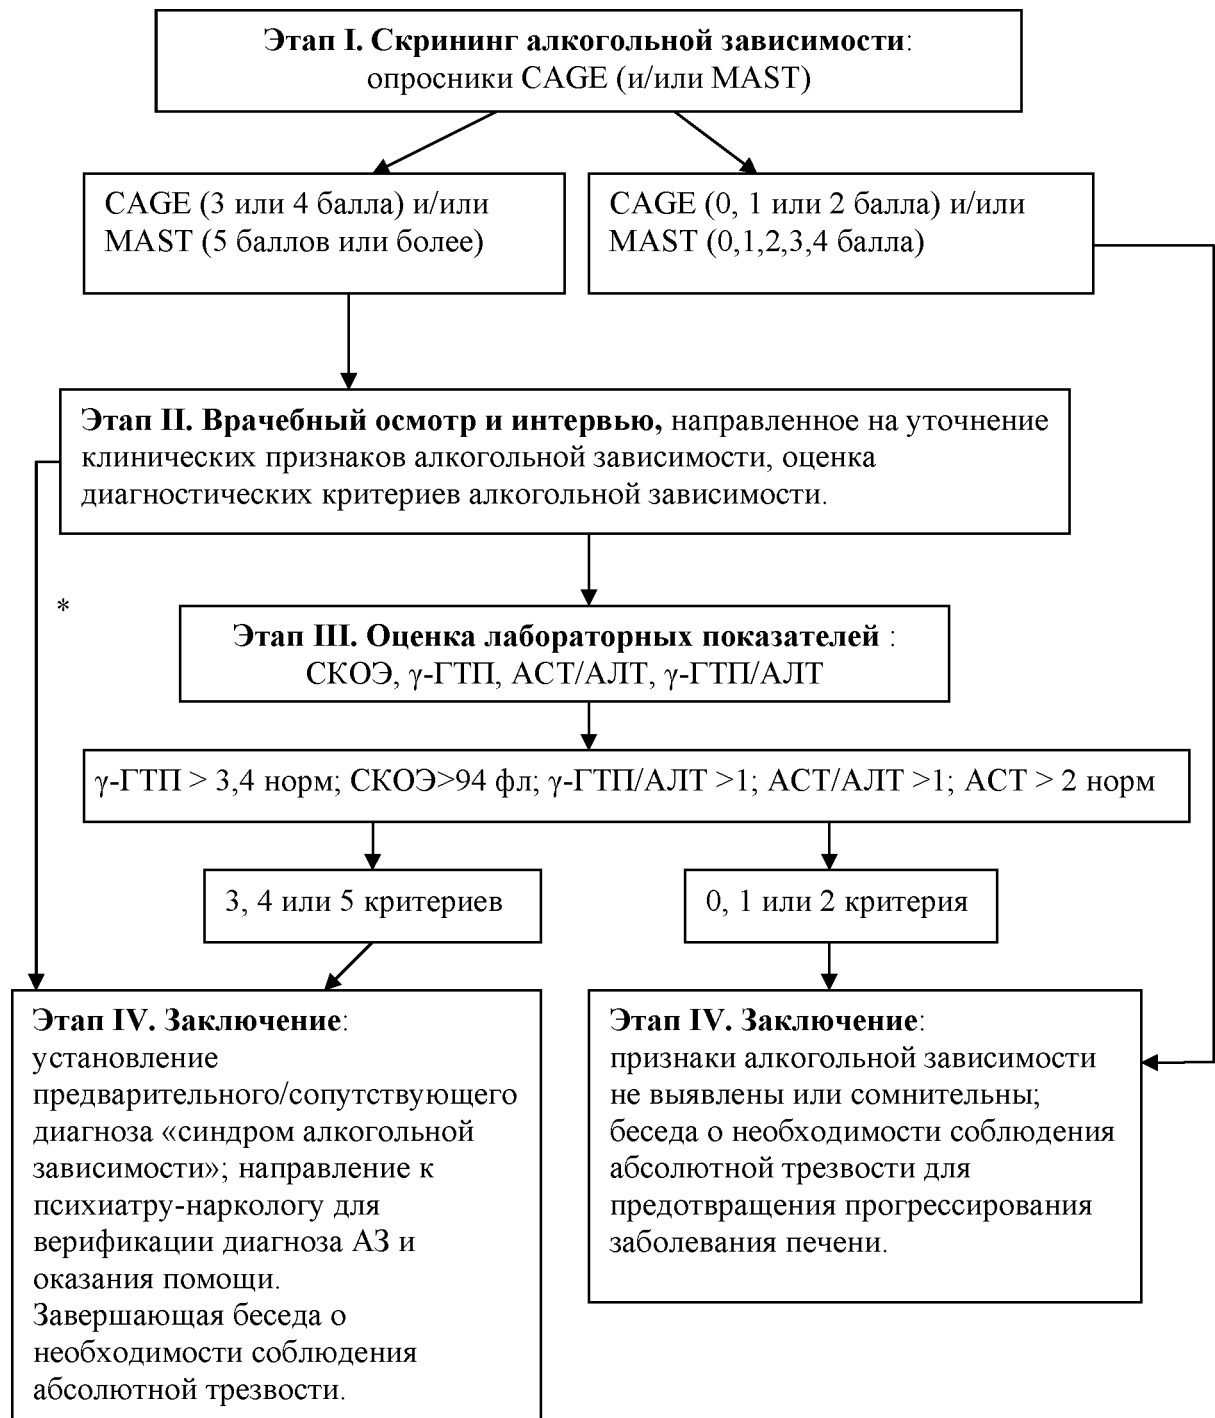 Этап I. Скрининг алкогольной зависимости:
опросники CAGE (и/или MAST)
CAGE (3 или 4 балла) и/или
MAST (5 баллов или более)
CAGE (0, 1 или 2 балла) и/или
MAST (0,1,2,3,4 балла)
Этап II. Врачебный осмотр и интервью, направленное на уточнение
клинических признаков алкогольной зависимости, оценка
диагностических критериев алкогольной зависимости.
*
Этап III. Оценка лабораторных показателей :
СКОЭ, γ-ГТП, АСТ/АЛТ, γ-ГТП/АЛТ
γ-ГТП > 3,4 норм; СКОЭ>94 фл; γ-ГТП/АЛТ >1; АСТ/АЛТ >1; АСТ > 2 норм
3, 4 или 5 критериев
0, 1 или 2 критерия
Этап IV. Заключение:
установление
предварительного/сопутствующего
диагноза «синдром алкогольной
зависимости»; направление к
психиатру-наркологу для
верификации диагноза АЗ и
оказания помощи.
Завершающая беседа о
необходимости соблюдения
абсолютной трезвости.
Этап IV. Заключение:
признаки алкогольной зависимости
не выявлены или сомнительны;
беседа о необходимости соблюдения
абсолютной трезвости для
предотвращения прогрессирования
заболевания печени.